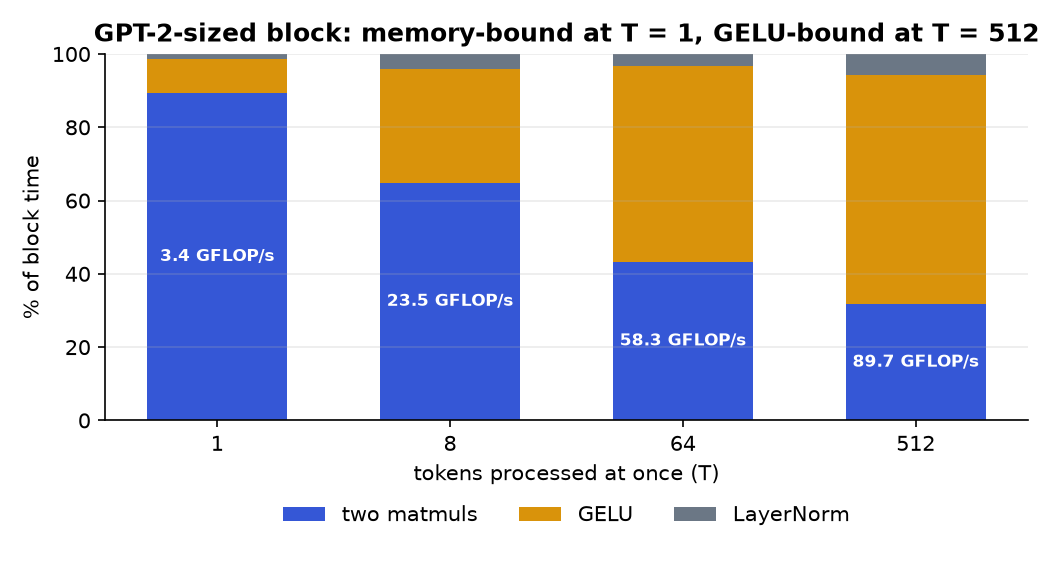 GPT-2-sized block: memory-bound at T = 1, GELU-bound at T = 512
% of block time
100
80
60
40
20
0
3.4 GFLOP/s
23.5 GFLOP/s
58.3 GFLOP/s
89.7 GFLOP/s
1 8 64 512
tokens processed at once (T)
two matmuls GELU LayerNorm